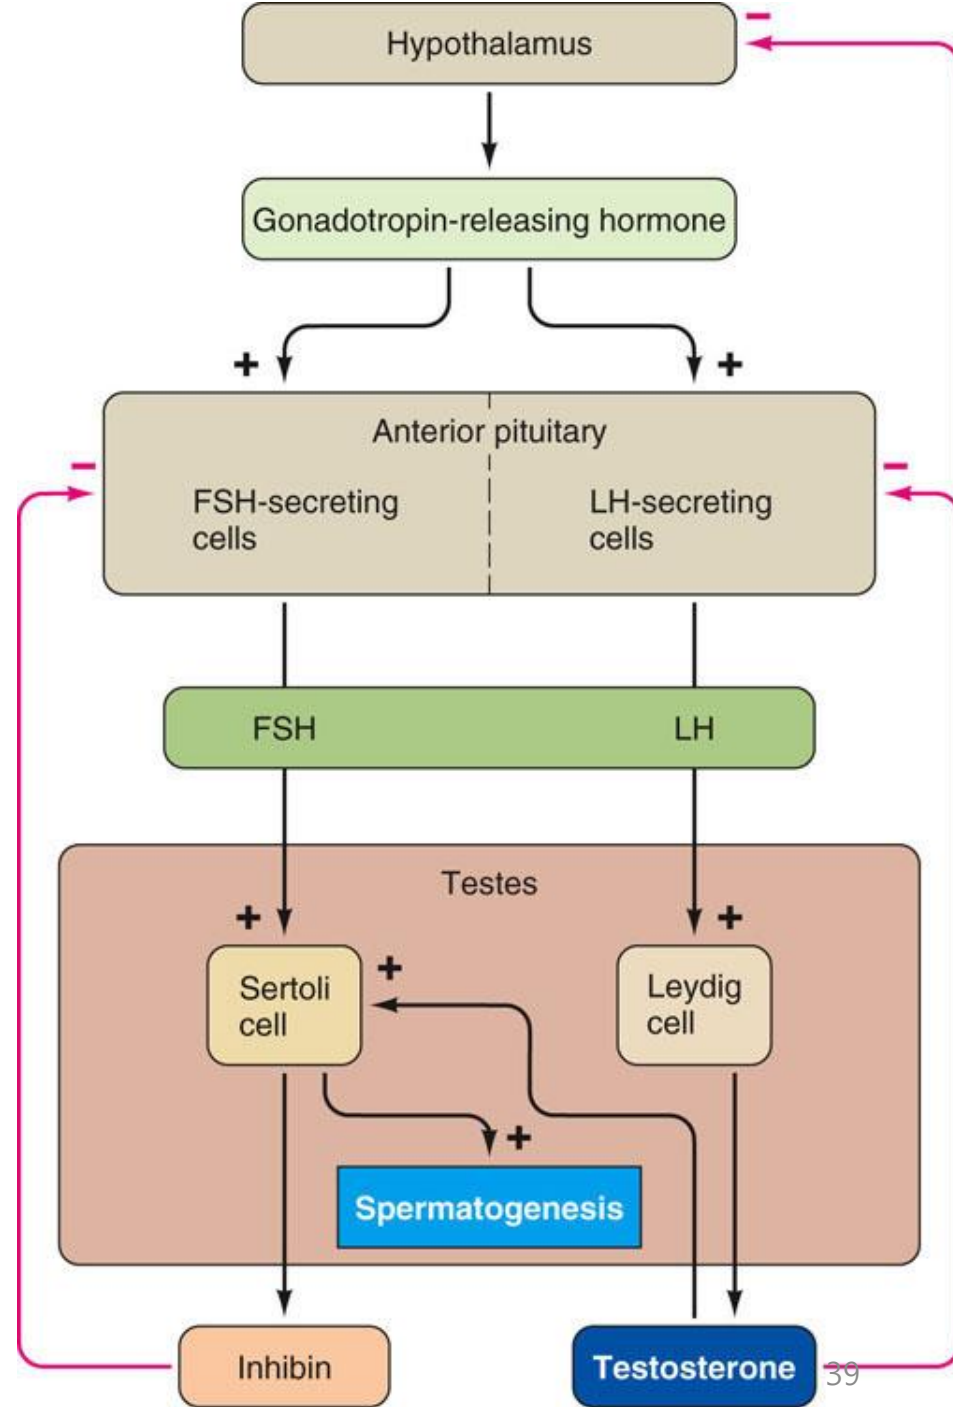 Hypothalamus
−
Gonadotropin-releasing hormone
+
+
Anterior pituitary
−
−
FSH-secreting
cells
LH-secreting
cells
FSH
LH
Testes
+
+
Sertoli
cell
+
Leydig
cell
+
Spermatogenesis
Inhibin
Testosterone
39